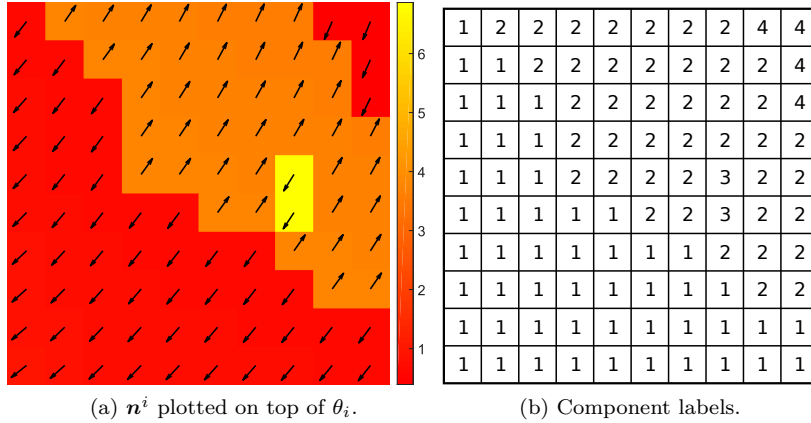 6
5
4
3
2
1
1 2 2 2 2 2 2 2 4 4
1 1 2 2 2 2 2 2 2 4
1 1 1 2 2 2 2 2 2 4
1 1 1 2 2 2 2 2 2 2
1 1 1 2 2 2 2 3 2 2
1 1 1 1 1 2 2 3 2 2
1 1 1 1 1 1 1 2 2 2
1 1 1 1 1 1 1 1 2 2
1 1 1 1 1 1 1 1 1 1
1 1 1 1 1 1 1 1 1 1
(a) nⁱ plotted on top of θᵢ.
(b) Component labels.